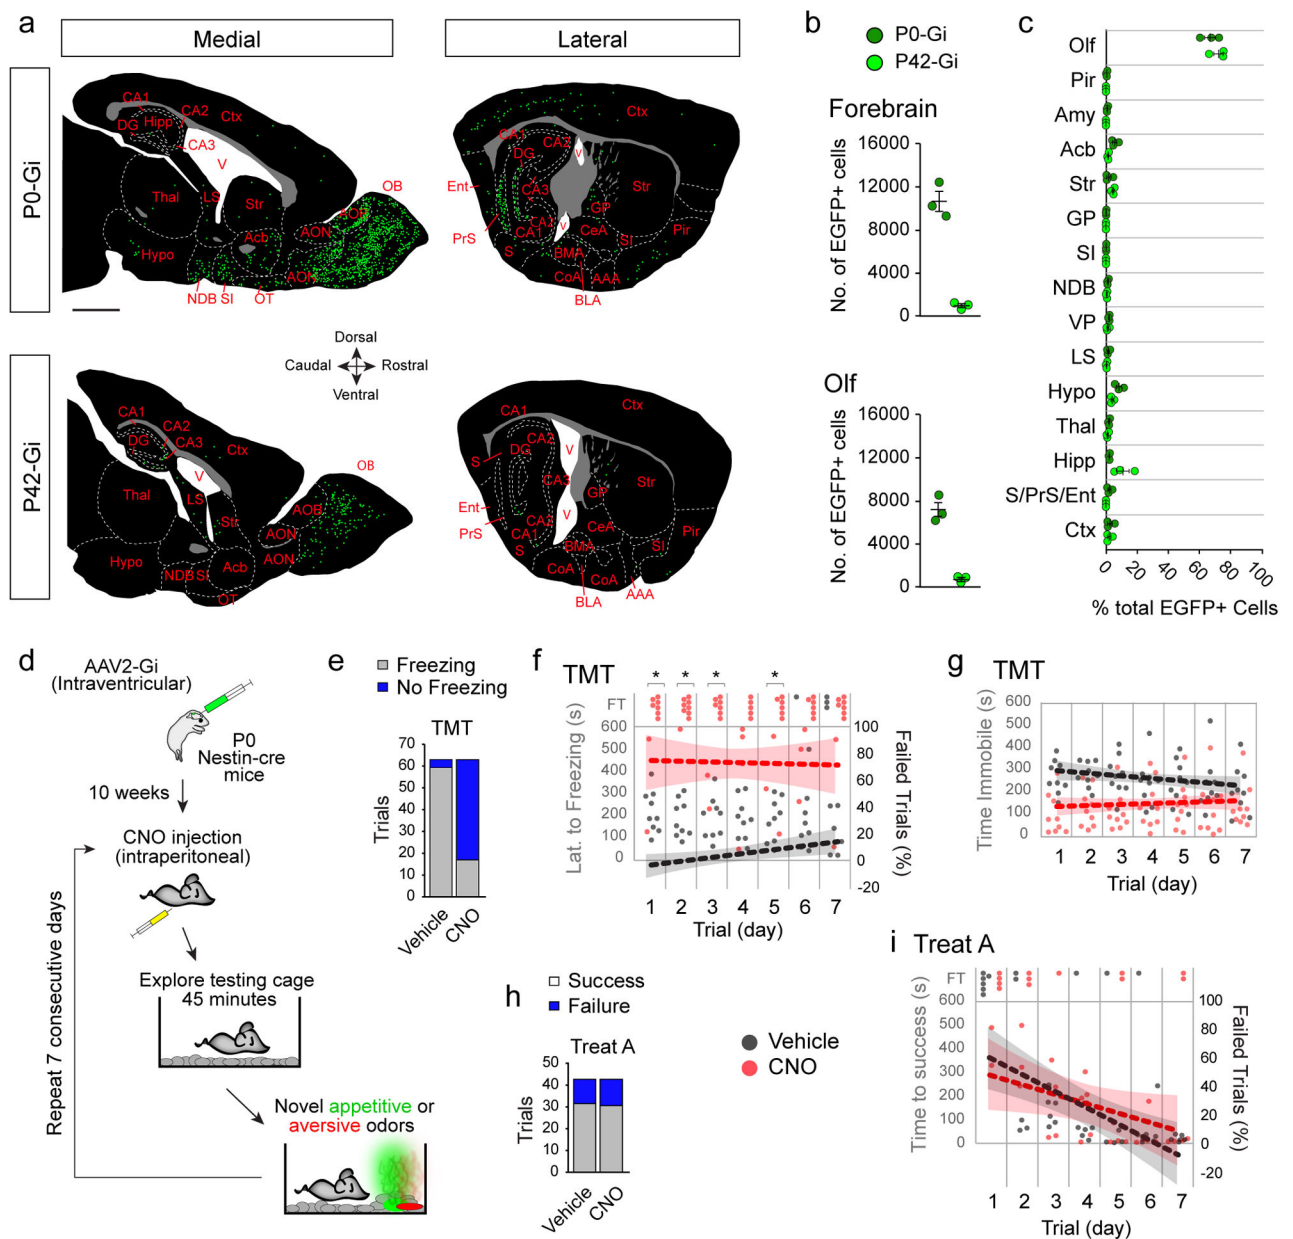 a
Medial
Lateral
P0-Gi
CA1
CA2
Ctx
DG
Hipp
CA3
V
Thal
LS
Str
OB
AOB
AON
Acb
Hypo
AON
NDB
SI
OT
Ctx
CA1
CA2
V
DG
Ent
CA3
Str
GP
PrS
CA3
CA1
CeA
SI
Pir
S
V
BMA
CoA
AAA
BLA
Dorsal
Caudal
Rostral
Ventral
P42-Gi
CA1
CA2
DG
CA3
Ctx
V
OB
Thal
LS
AOB
Str
AON
AON
Hypo
NDB
SI
Acb
OT
CA1
Ctx
CA2
V
S
DG
CA3
Str
GP
Ent
V
PrS
CA3
CA1
CeA
Pir
S
BMA
SI
CoA
CoA
BLA
AAA
b
P0-Gi
P42-Gi
Forebrain
No. of EGFP+ cells
16000
12000
8000
4000
0
Olf
No. of EGFP+ cells
16000
12000
8000
4000
0
c
Olf
Pir
Amy
Acb
Str
GP
SI
NDB
VP
LS
Hypo
Thal
Hipp
S/PrS/Ent
Ctx
0
20
40
60
80
100
% total EGFP+ Cells
d
AAV2-Gi
(Intraventricular)
P0
Nestin-cre
mice
10 weeks
CNO injection
(intraperitoneal)
Explore testing cage
45 minutes
Novel appetitive or
aversive odors
Repeat 7 consecutive days
e
Freezing
No Freezing
TMT
Trials
70
60
50
40
30
20
10
0
Vehicle
CNO
f
TMT
* * * *
Lat. to Freezing (s)
FT
600
500
400
300
200
100
0
Failed Trials (%)
100
80
60
40
20
0
-20
1 2 3 4 5 6 7
Trial (day)
g
TMT
Time Immobile (s)
600
500
400
300
200
100
0
1 2 3 4 5 6 7
Trial (day)
h
Success
Failure
Treat A
Trials
50
40
30
20
10
0
Vehicle
CNO
Vehicle
CNO
i
Treat A
Time to success (s)
FT
600
500
400
300
200
100
0
Failed Trials (%)
100
80
60
40
20
0
-20
1 2 3 4 5 6 7
Trial (day)